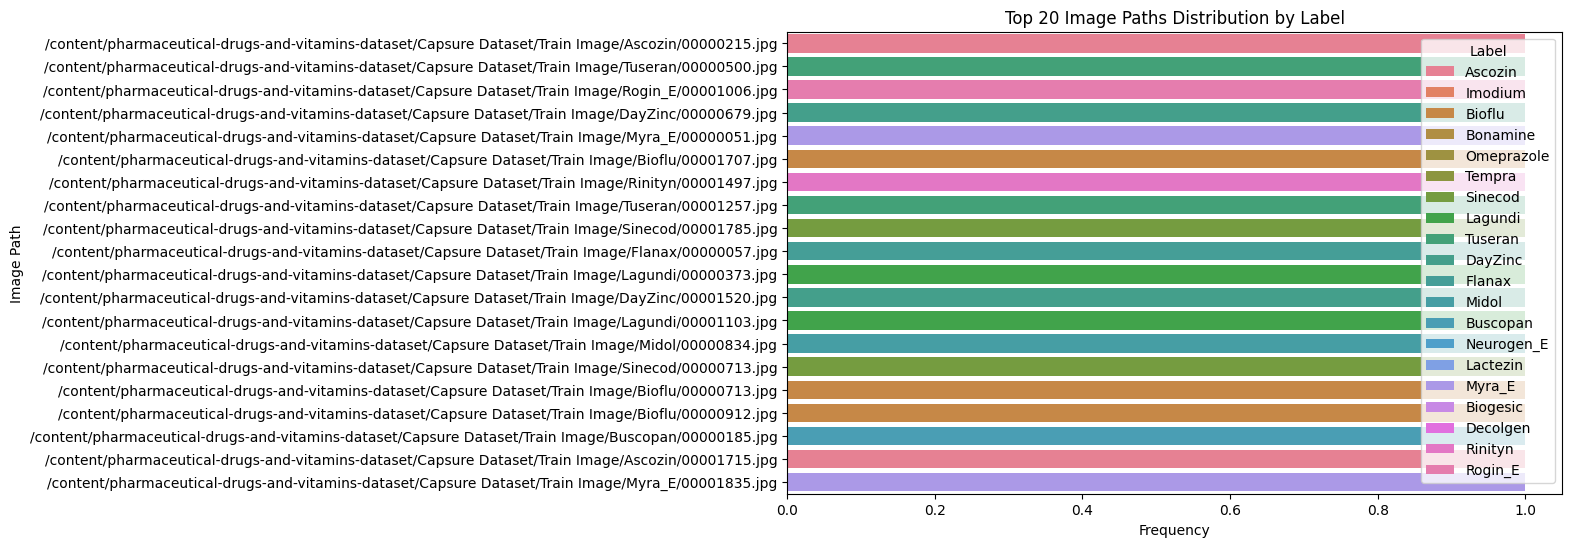 Top 20 Image Paths Distribution by Label
Image Path
/content/pharmaceutical-drugs-and-vitamins-dataset/Capsure Dataset/Train Image/Ascozin/00000215.jpg
/content/pharmaceutical-drugs-and-vitamins-dataset/Capsure Dataset/Train Image/Tuseran/00000500.jpg
/content/pharmaceutical-drugs-and-vitamins-dataset/Capsure Dataset/Train Image/Rogin_E/00001006.jpg
/content/pharmaceutical-drugs-and-vitamins-dataset/Capsure Dataset/Train Image/DayZinc/00000679.jpg
/content/pharmaceutical-drugs-and-vitamins-dataset/Capsure Dataset/Train Image/Myra_E/00000051.jpg
/content/pharmaceutical-drugs-and-vitamins-dataset/Capsure Dataset/Train Image/Bioflu/00001707.jpg
/content/pharmaceutical-drugs-and-vitamins-dataset/Capsure Dataset/Train Image/Rinityn/00001497.jpg
/content/pharmaceutical-drugs-and-vitamins-dataset/Capsure Dataset/Train Image/Tuseran/00001257.jpg
/content/pharmaceutical-drugs-and-vitamins-dataset/Capsure Dataset/Train Image/Sinecod/00001785.jpg
/content/pharmaceutical-drugs-and-vitamins-dataset/Capsure Dataset/Train Image/Flanax/00000057.jpg
/content/pharmaceutical-drugs-and-vitamins-dataset/Capsure Dataset/Train Image/Lagundi/00000373.jpg
/content/pharmaceutical-drugs-and-vitamins-dataset/Capsure Dataset/Train Image/DayZinc/00001520.jpg
/content/pharmaceutical-drugs-and-vitamins-dataset/Capsure Dataset/Train Image/Lagundi/00001103.jpg
/content/pharmaceutical-drugs-and-vitamins-dataset/Capsure Dataset/Train Image/Midol/00000834.jpg
/content/pharmaceutical-drugs-and-vitamins-dataset/Capsure Dataset/Train Image/Sinecod/00000713.jpg
/content/pharmaceutical-drugs-and-vitamins-dataset/Capsure Dataset/Train Image/Bioflu/00000713.jpg
/content/pharmaceutical-drugs-and-vitamins-dataset/Capsure Dataset/Train Image/Bioflu/00000912.jpg
/content/pharmaceutical-drugs-and-vitamins-dataset/Capsure Dataset/Train Image/Buscopan/00000185.jpg
/content/pharmaceutical-drugs-and-vitamins-dataset/Capsure Dataset/Train Image/Ascozin/00001715.jpg
/content/pharmaceutical-drugs-and-vitamins-dataset/Capsure Dataset/Train Image/Myra_E/00001835.jpg
Label
Ascozin
Imodium
Bioflu
Bonamine
Omeprazole
Tempra
Sinecod
Lagundi
Tuseran
DayZinc
Flanax
Midol
Buscopan
Neurogen_E
Lactezin
Myra_E
Biogesic
Decolgen
Rinityn
Rogin_E
0.0 0.2 0.4 0.6 0.8 1.0
Frequency